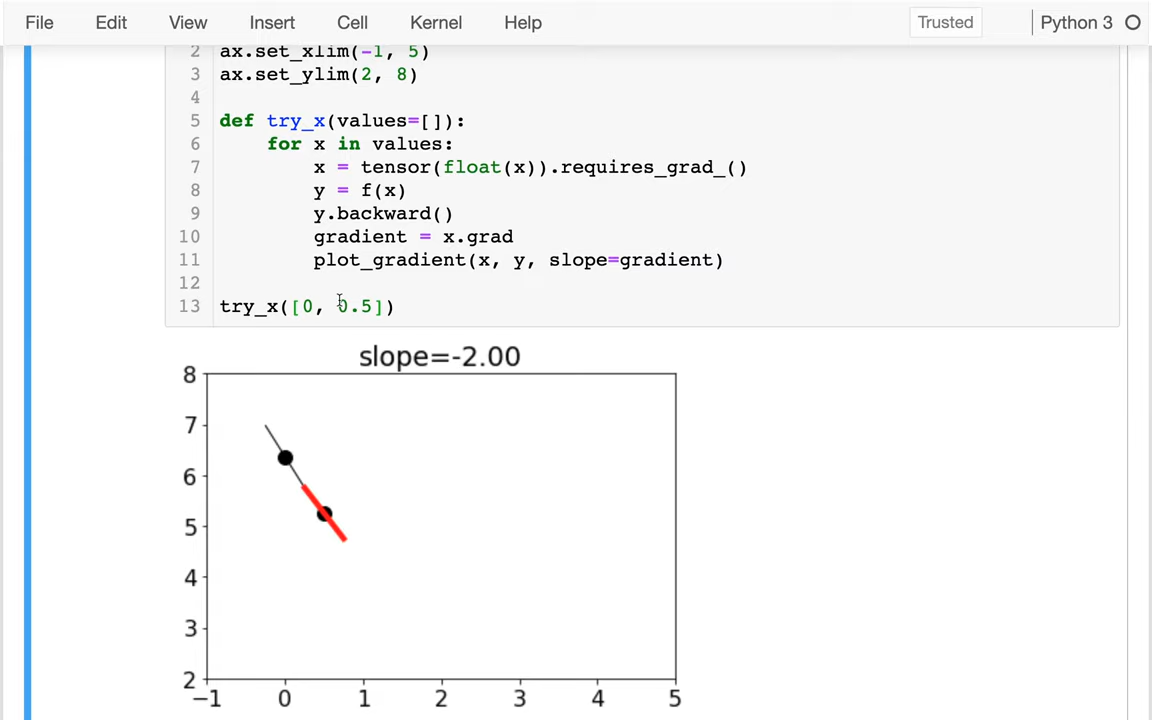 File Edit View Insert Cell Kernel Help Trusted Python 3
2 ax.set_xlim(-1, 5)
3 ax.set_ylim(2, 8)
4
5 def try_x(values=[]):
6 for x in values:
7 x = tensor(float(x)).requires_grad_()
8 y = f(x)
9 y.backward()
10 gradient = x.grad
11 plot_gradient(x, y, slope=gradient)
12
13 try_x([0, 0.5])
slope=-2.00
8
7
6
5
4
3
2
−1 0 1 2 3 4 5